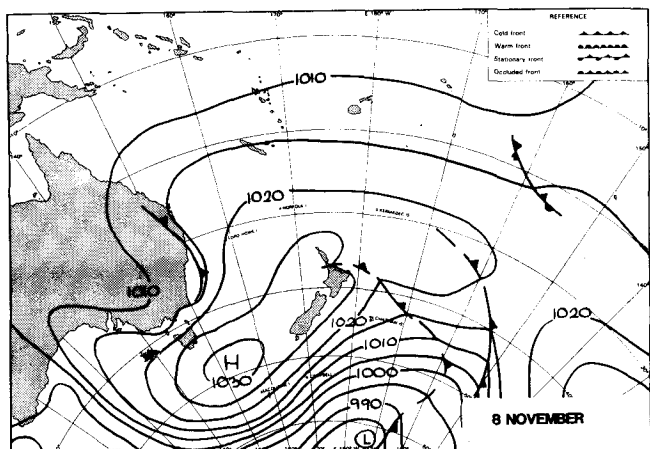 REFERENCE
Cold front
Warm front
Stationary front
Occluded front
1010
1020
1010
1020
1020
1010
1000
990
H
1030
L
8 NOVEMBER